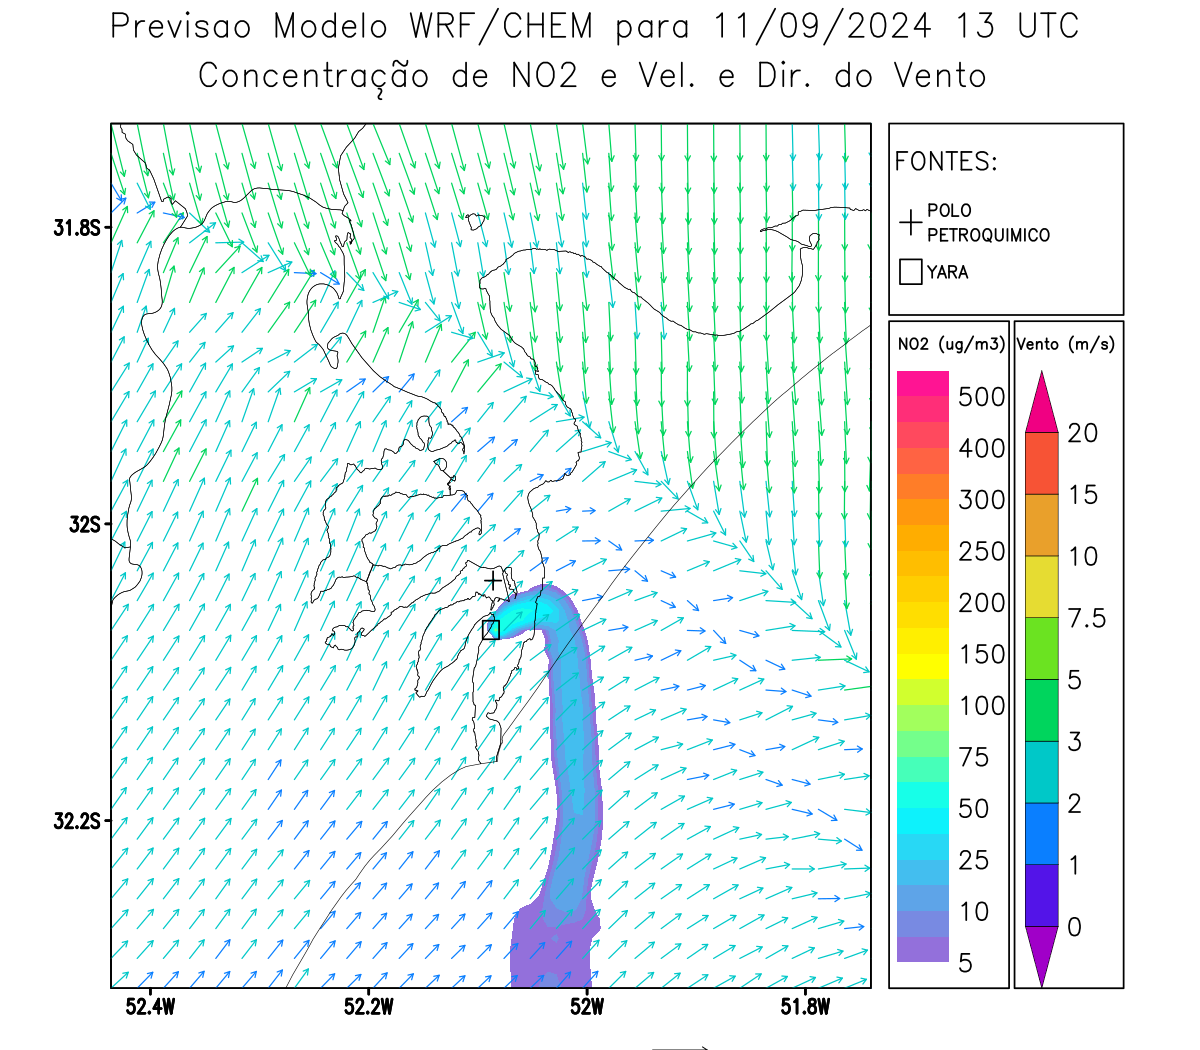 Previsao Modelo WRF/CHEM para 11/09/2024 13 UTC
Concentração de NO2 e Vel. e Dir. do Vento
FONTES:
POLO
PETROQUIMICO
YARA
31.8S
32S
32.2S
52.4W
52.2W
52W
51.8W
NO2 (ug/m3)
500
400
300
250
200
150
100
75
50
25
10
5
Vento (m/s)
20
15
10
7.5
5
3
2
1
0